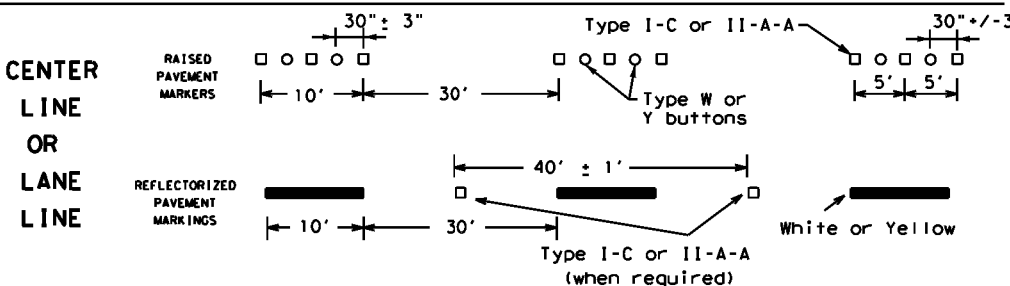 CENTER
LINE
OR
LANE
LINE
RAISED
PAVEMENT
MARKERS
30"± 3"
10'
30'
Type I-C or II-A-A
Type W or
Y buttons
30"+/-3
5'
5'
REFLECTORIZED
PAVEMENT
MARKINGS
10'
30'
40' ± 1'
Type I-C or II-A-A
(when required)
White or Yellow